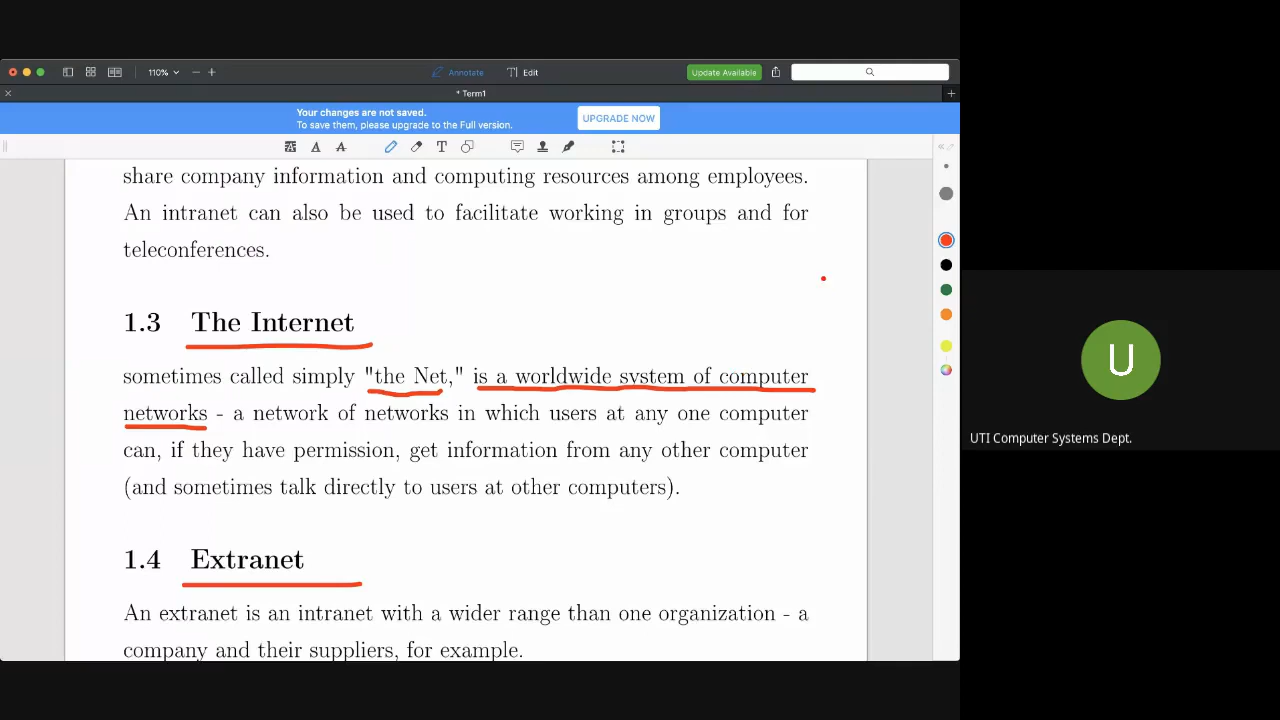 110%
Annotate
Edit
Update Available
* Term1
Your changes are not saved.
To save them, please upgrade to the Full version.
UPGRADE NOW
share company information and computing resources among employees.
An intranet can also be used to facilitate working in groups and for
teleconferences.
1.3 The Internet
sometimes called simply "the Net," is a worldwide system of computer
networks - a network of networks in which users at any one computer
can, if they have permission, get information from any other computer
(and sometimes talk directly to users at other computers).
1.4 Extranet
An extranet is an intranet with a wider range than one organization - a
company and their suppliers, for example.
U
UTI Computer Systems Dept.